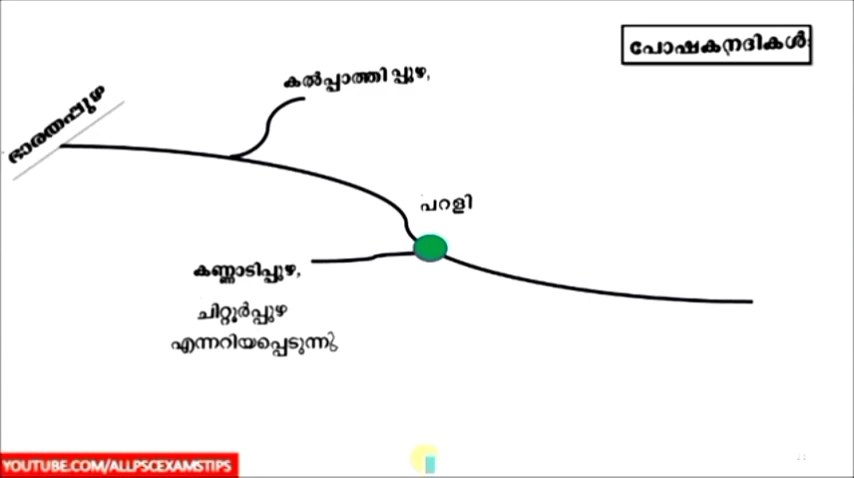 പോഷകനദികൾ
കൽപ്പാത്തിപ്പുഴ,
ഭാരതപ്പുഴ
പറളി
കണ്ണാടിപ്പുഴ,
ചിറ്റൂർപ്പുഴ
എന്നറിയപ്പെടുന്നു.
YOUTUBE.COM/ALLPSCEXAMSTIPS